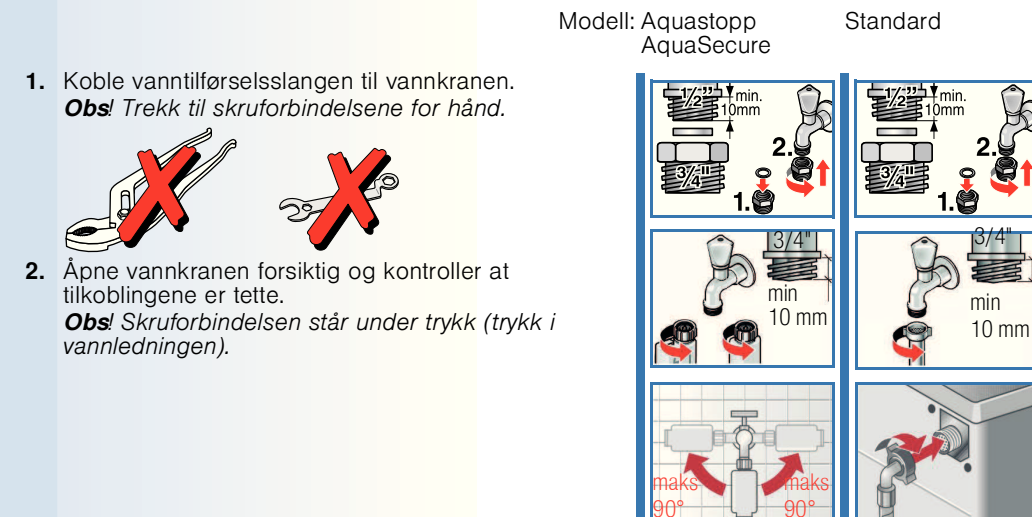 Modell: Aquastopp Standard
AquaSecure
1. Koble vanntilførselsslangen til vannkranen.
Obs! Trekk til skruforbindelsene for hånd.
2. Åpne vannkranen forsiktig og kontroller at
tilkoblingene er tette.
Obs! Skruforbindelsen står under trykk (trykk i
vannledningen).
1/2"
min.
10mm
3/4"
2.
1.
1/2"
min.
10mm
3/4"
2.
1.
3/4"
min
10 mm
3/4"
min
10 mm
maks
90°
maks
90°